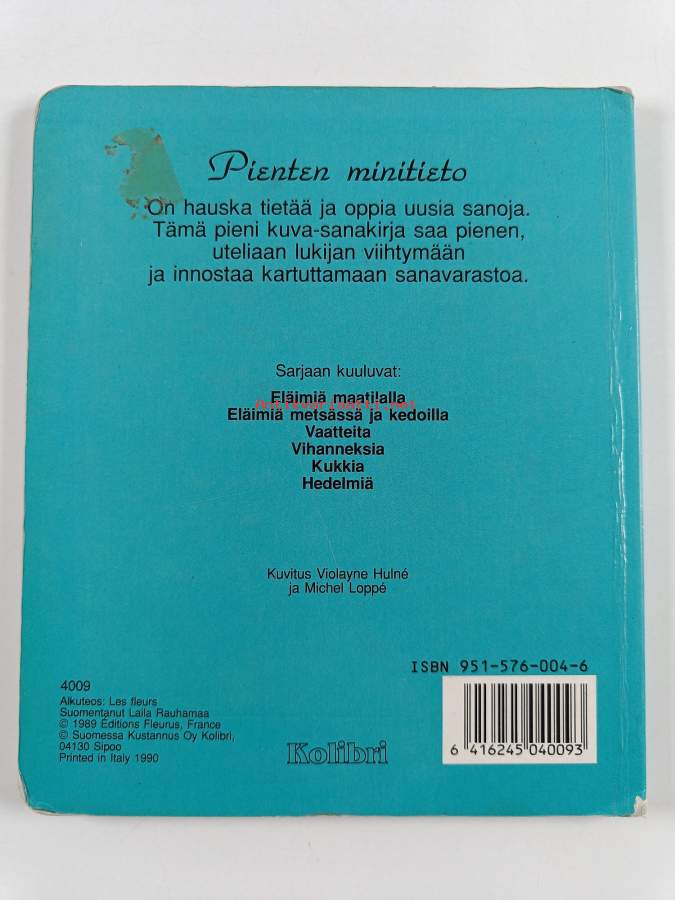 Pienten minitieto
On hauska tietää ja oppia uusia sanoja.
Tämä pieni kuva-sanakirja saa pienen,
uteliaan lukijan viihtymään
ja innostaa kartuttamaan sanavarastoa.
Sarjaan kuuluvat:
Eläimiä maatilalla
Eläimiä metsässä ja kedoilla
Vaatteita
Vihanneksia
Kukkia
Hedelmiä
Kuvitus Violayne Hulné
ja Michel Loppé
ISBN 951-576-004-6
4009
Alkuteos: Les fleurs
Suomentanut Laila Rauhamaa
© 1989 Éditions Fleurus, France
© Suomessa Kustannus Oy Kolibri,
04130 Sipoo
Printed in Italy 1990
Kolibri
6 416245 040093